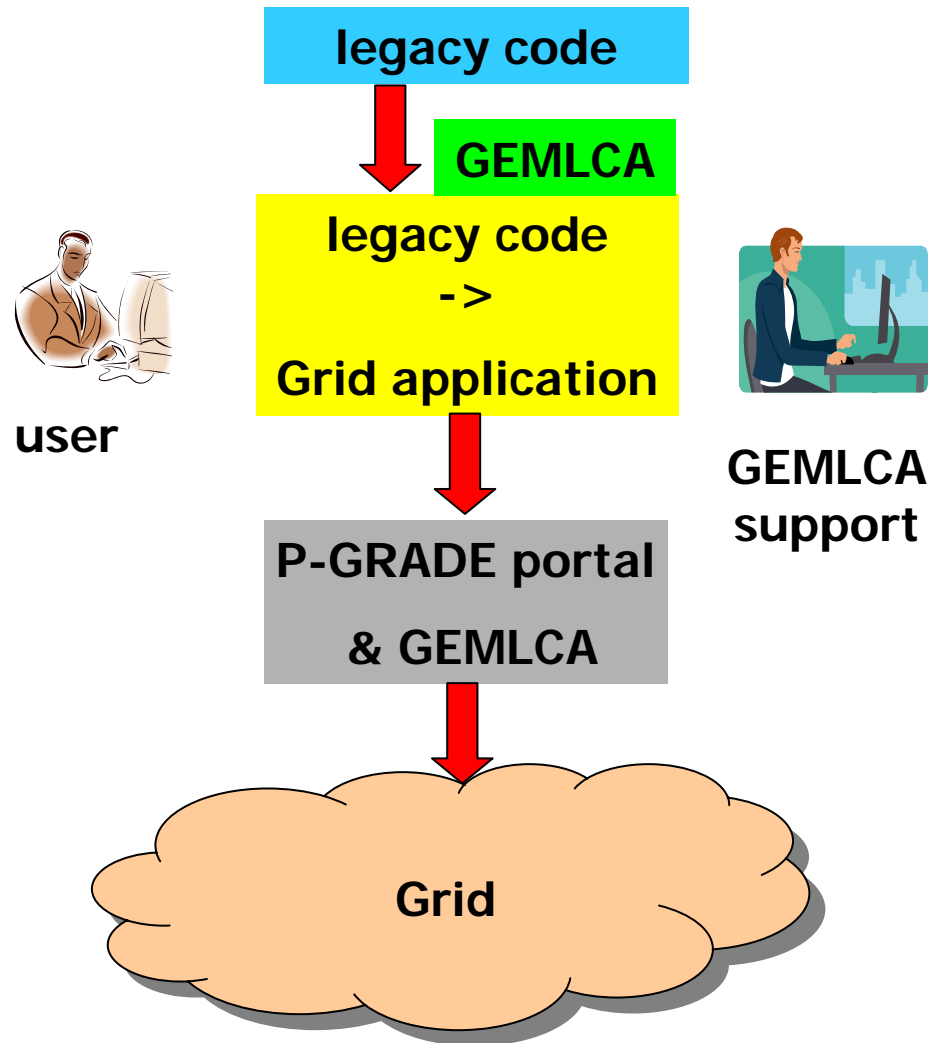 legacy code
GEMLCA
legacy code
->
Grid application
user
GEMLCA
support
P-GRADE portal
& GEMLCA
Grid